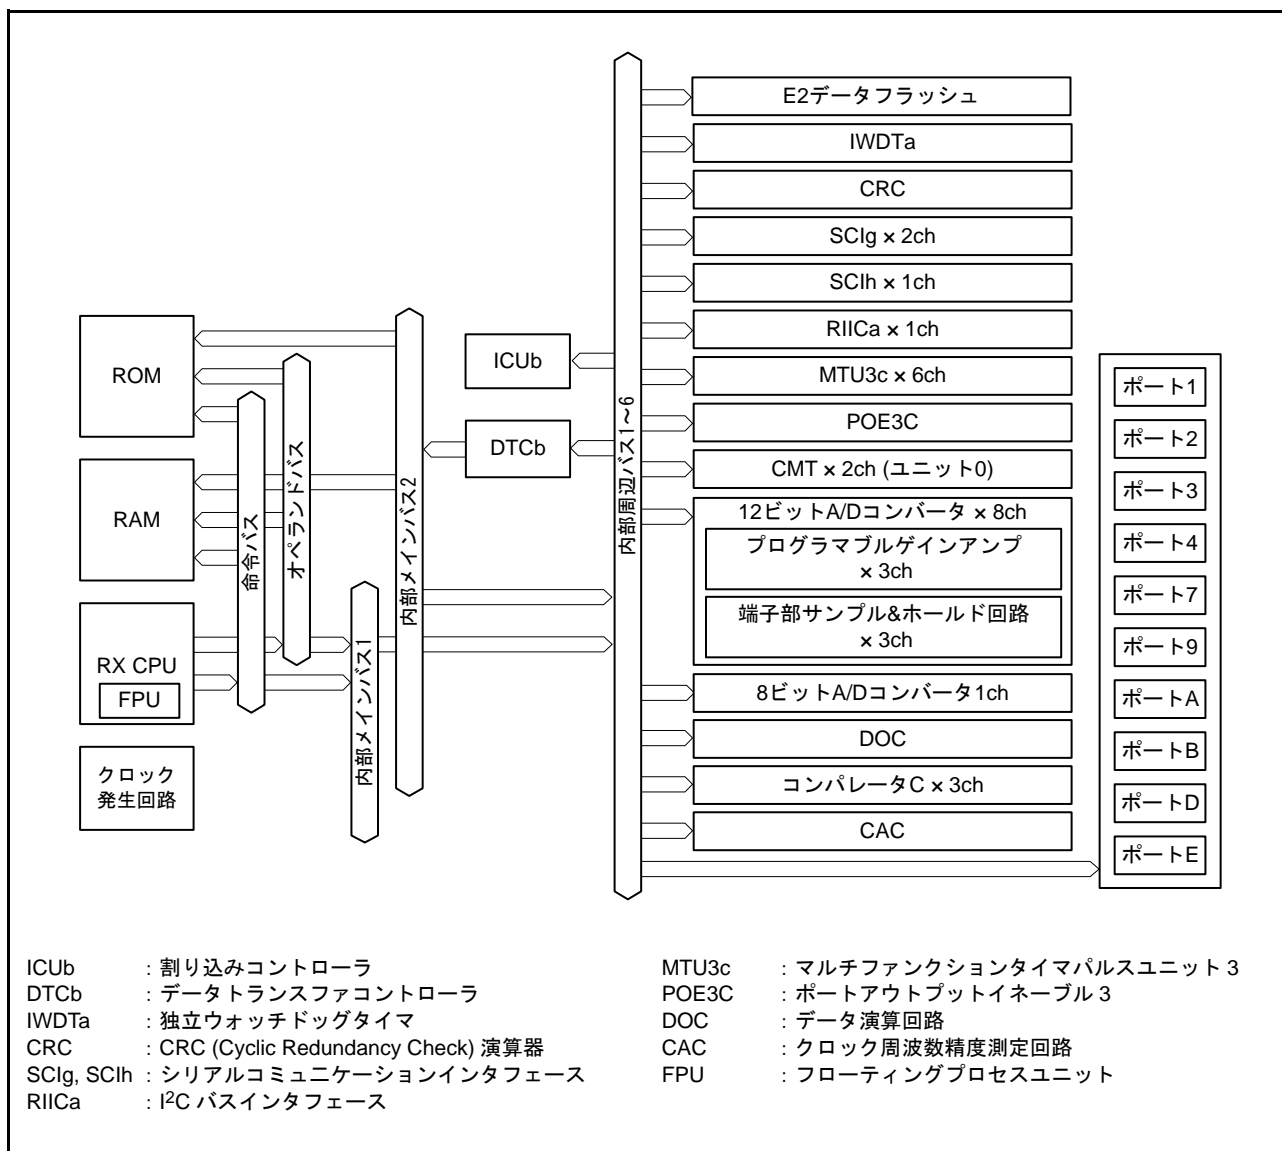 E2データフラッシュ
IWDTa
CRC
SCIg × 2ch
SCIh × 1ch
RIICa × 1ch
MTU3c × 6ch
POE3C
CMT × 2ch (ユニット0)
12ビットA/Dコンバータ × 8ch
プログラマブルゲインアンプ
× 3ch
端子部サンプル&ホールド回路
× 3ch
8ビットA/Dコンバータ1ch
DOC
コンパレータC × 3ch
CAC
ROM
RAM
RX CPU
FPU
クロック
発生回路
命令バス
オペランドバス
内部メインバス1
内部メインバス2
ICUb
DTCb
内部周辺バス1~6
ポート1
ポート2
ポート3
ポート4
ポート7
ポート9
ポートA
ポートB
ポートD
ポートE
ICUb : 割り込みコントローラ
DTCb : データトランスファコントローラ
IWDTa : 独立ウォッチドッグタイマ
CRC : CRC (Cyclic Redundancy Check) 演算器
SCIg, SCIh : シリアルコミュニケーションインタフェース
RIICa : I²C バスインタフェース
MTU3c : マルチファンクションタイマパルスユニット 3
POE3C : ポートアウトプットイネーブル 3
DOC : データ演算回路
CAC : クロック周波数精度測定回路
FPU : フローティングプロセスユニット